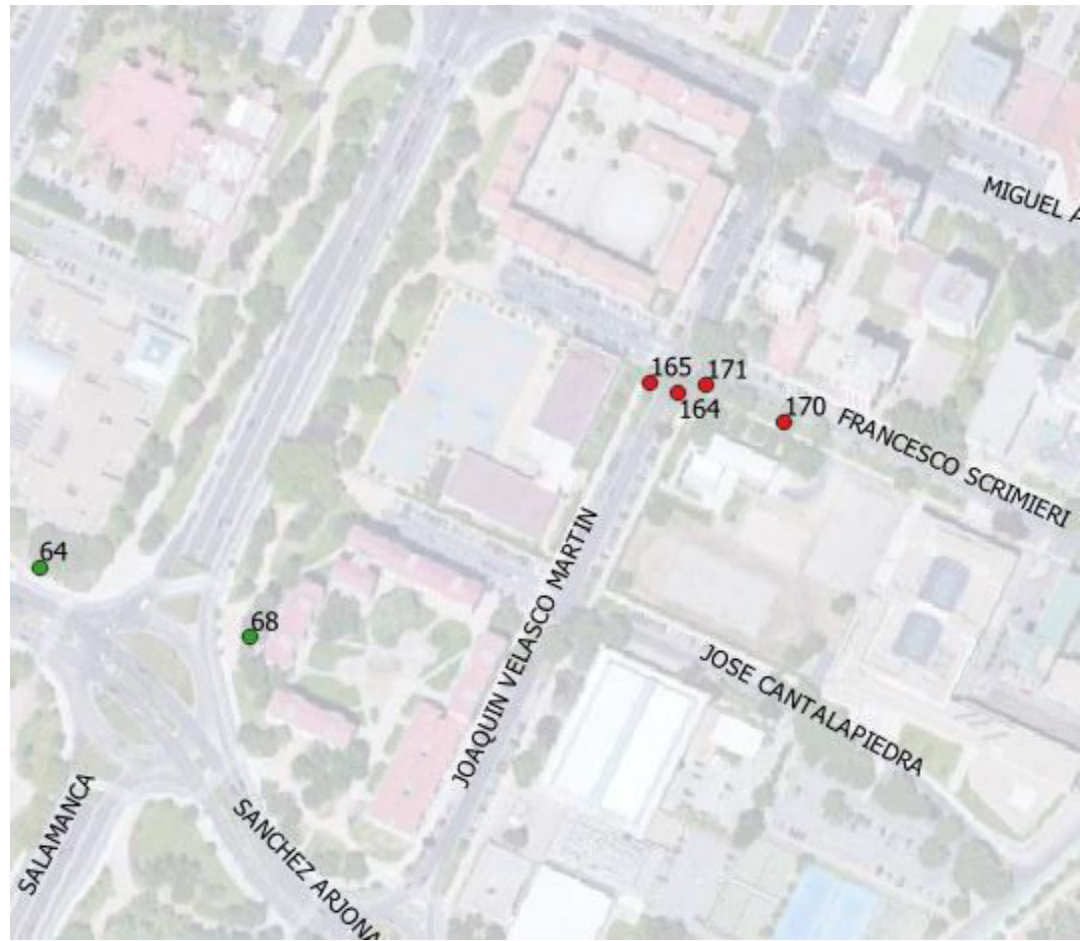 MIGUEL A
165
171
164
170
FRANCESCO SCRIMIERI
64
68
JOAQUIN VELASCO MARTIN
JOSE CANTALAPIEDRA
SALAMANCA
SANCHEZ ARJONA